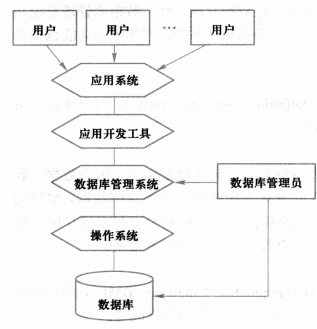 用户
用户
…
用户
应用系统
应用开发工具
数据库管理系统
数据库管理员
操作系统
数据库